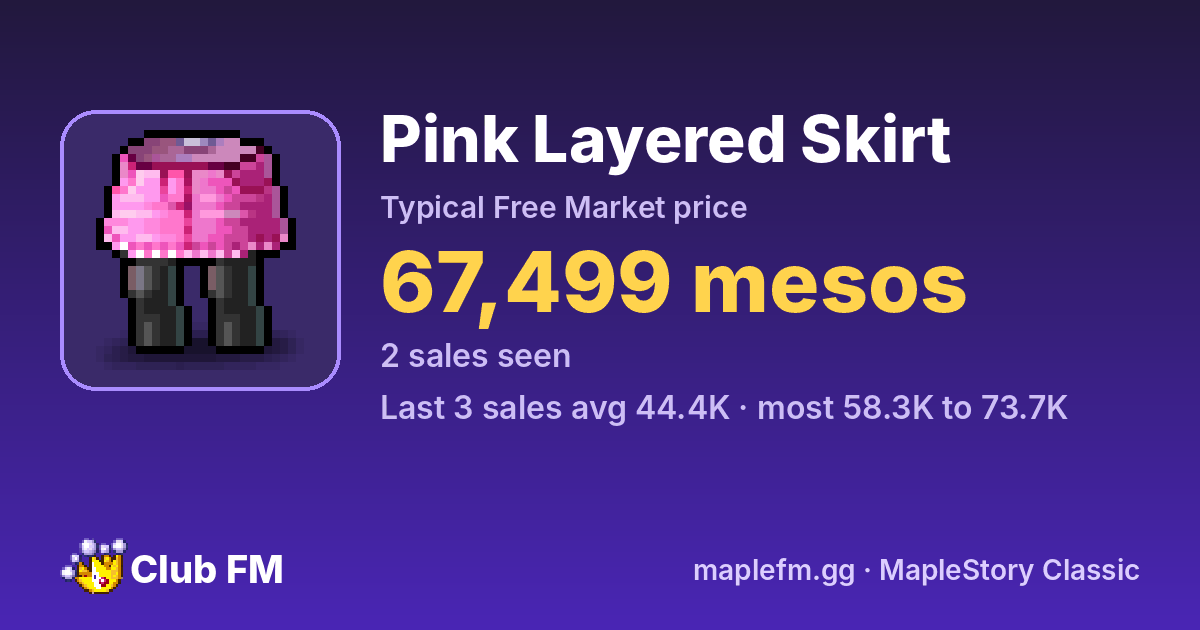 Pink Layered Skirt
Typical Free Market price
67,499 mesos
2 sales seen
Last 3 sales avg 44.4K · most 58.3K to 73.7K
Club FM
maplefm.gg · MapleStory Classic